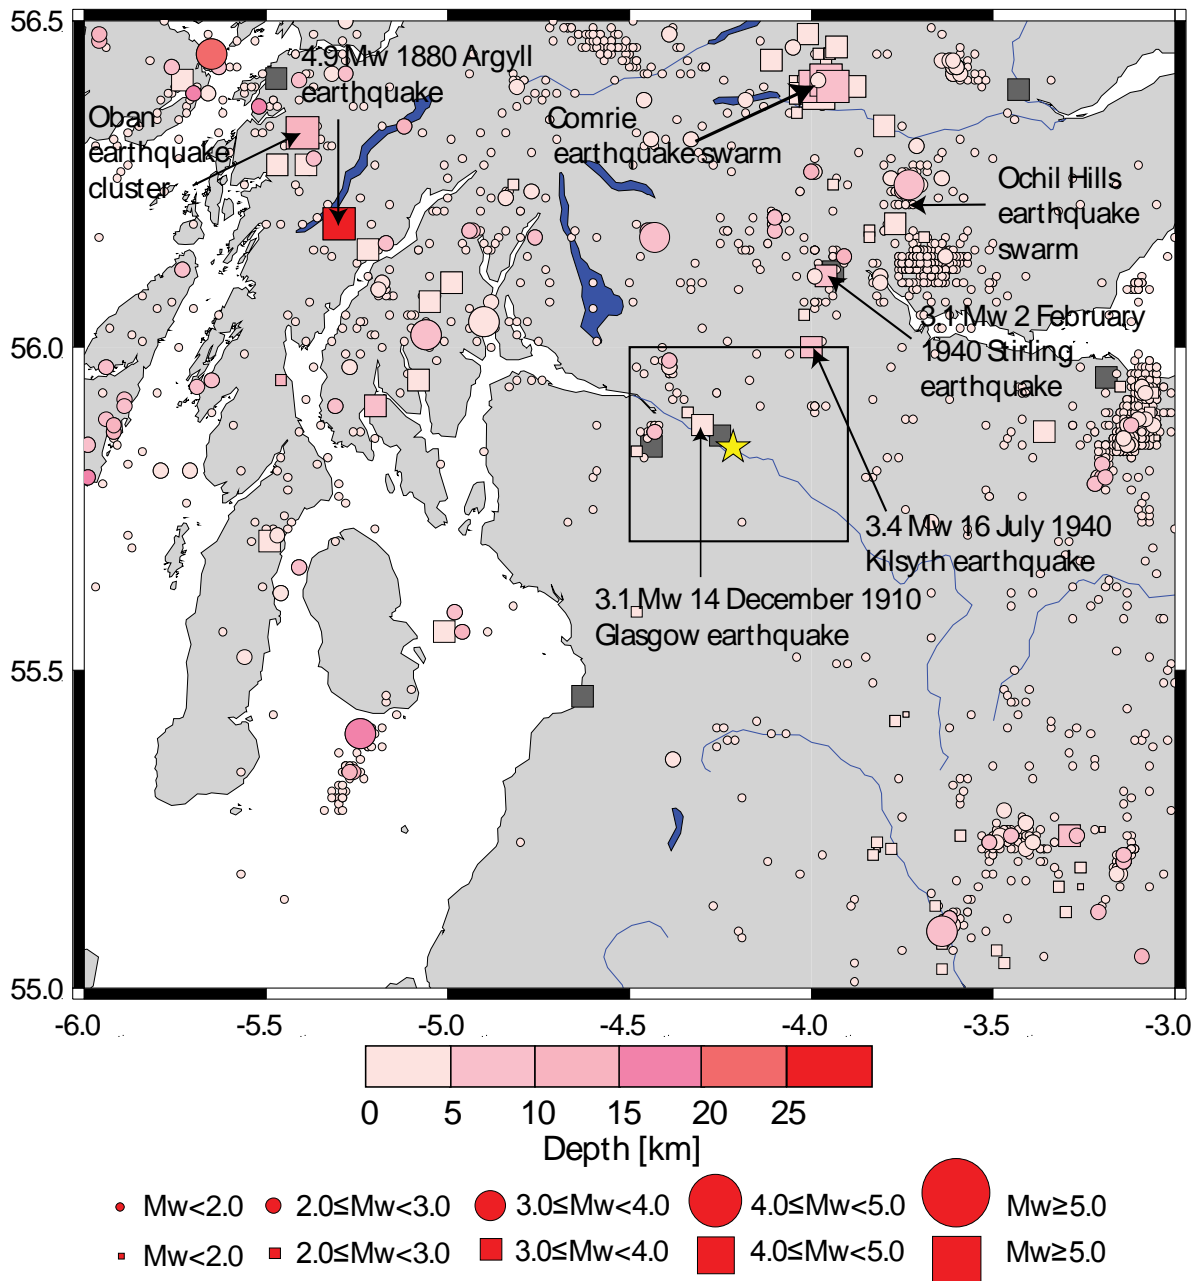 56.5
4.9 Mw 1880 Argyll
earthquake
Oban
earthquake
cluster
Comrie
earthquake swarm
Ochil Hills
earthquake
swarm
3.1 Mw 2 February
1940 Stirling
earthquake
56.0
3.4 Mw 16 July 1940
Kilsyth earthquake
3.1 Mw 14 December 1910
Glasgow earthquake
55.5
55.0
-6.0 -5.5 -5.0 -4.5 -4.0 -3.5 -3.0
0 5 10 15 20 25
Depth [km]
Mw<2.0 2.0≤Mw<3.0 3.0≤Mw<4.0 4.0≤Mw<5.0 Mw≥5.0
Mw<2.0 2.0≤Mw<3.0 3.0≤Mw<4.0 4.0≤Mw<5.0 Mw≥5.0